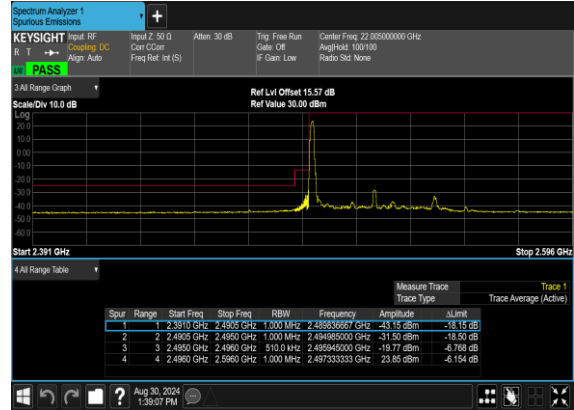 Spectrum Analyzer 1
Spurious Emissions
KEYSIGHT Input: RF Input Z: 50 Ω Atten: 30 dB Trig: Free Run Center Freq: 22.005000000 GHz
R T Coupling: DC Corr CCorr Gate: Off Avg|Hold: 100/100
Align: Auto Freq Ref: Int (S) IF Gain: Low Radio Std: None
PASS
3 All Range Graph
Ref Lvl Offset 15.57 dB
Scale/Div 10.0 dB Ref Value 30.00 dBm
Log
20.0
10.0
0.00
-10.0
-20.0
-30.0
-40.0
-50.0
-60.0
Start 2.391 GHz Stop 2.596 GHz
4 All Range Table
Measure Trace Trace 1
Trace Type Trace Average (Active)
Spur Range Start Freq Stop Freq RBW Frequency Amplitude ΔLimit
1 1 2.3910 GHz 2.4905 GHz 1.000 MHz 2.489836667 GHz -43.15 dBm -18.15 dB
2 2 2.4905 GHz 2.4950 GHz 1.000 MHz 2.494985000 GHz -31.50 dBm -18.50 dB
3 3 2.4950 GHz 2.4960 GHz 510.0 kHz 2.495945000 GHz -19.77 dBm -6.768 dB
4 4 2.4960 GHz 2.5960 GHz 1.000 MHz 2.497333333 GHz 23.85 dBm -6.154 dB
Aug 30, 2024
1:39:07 PM